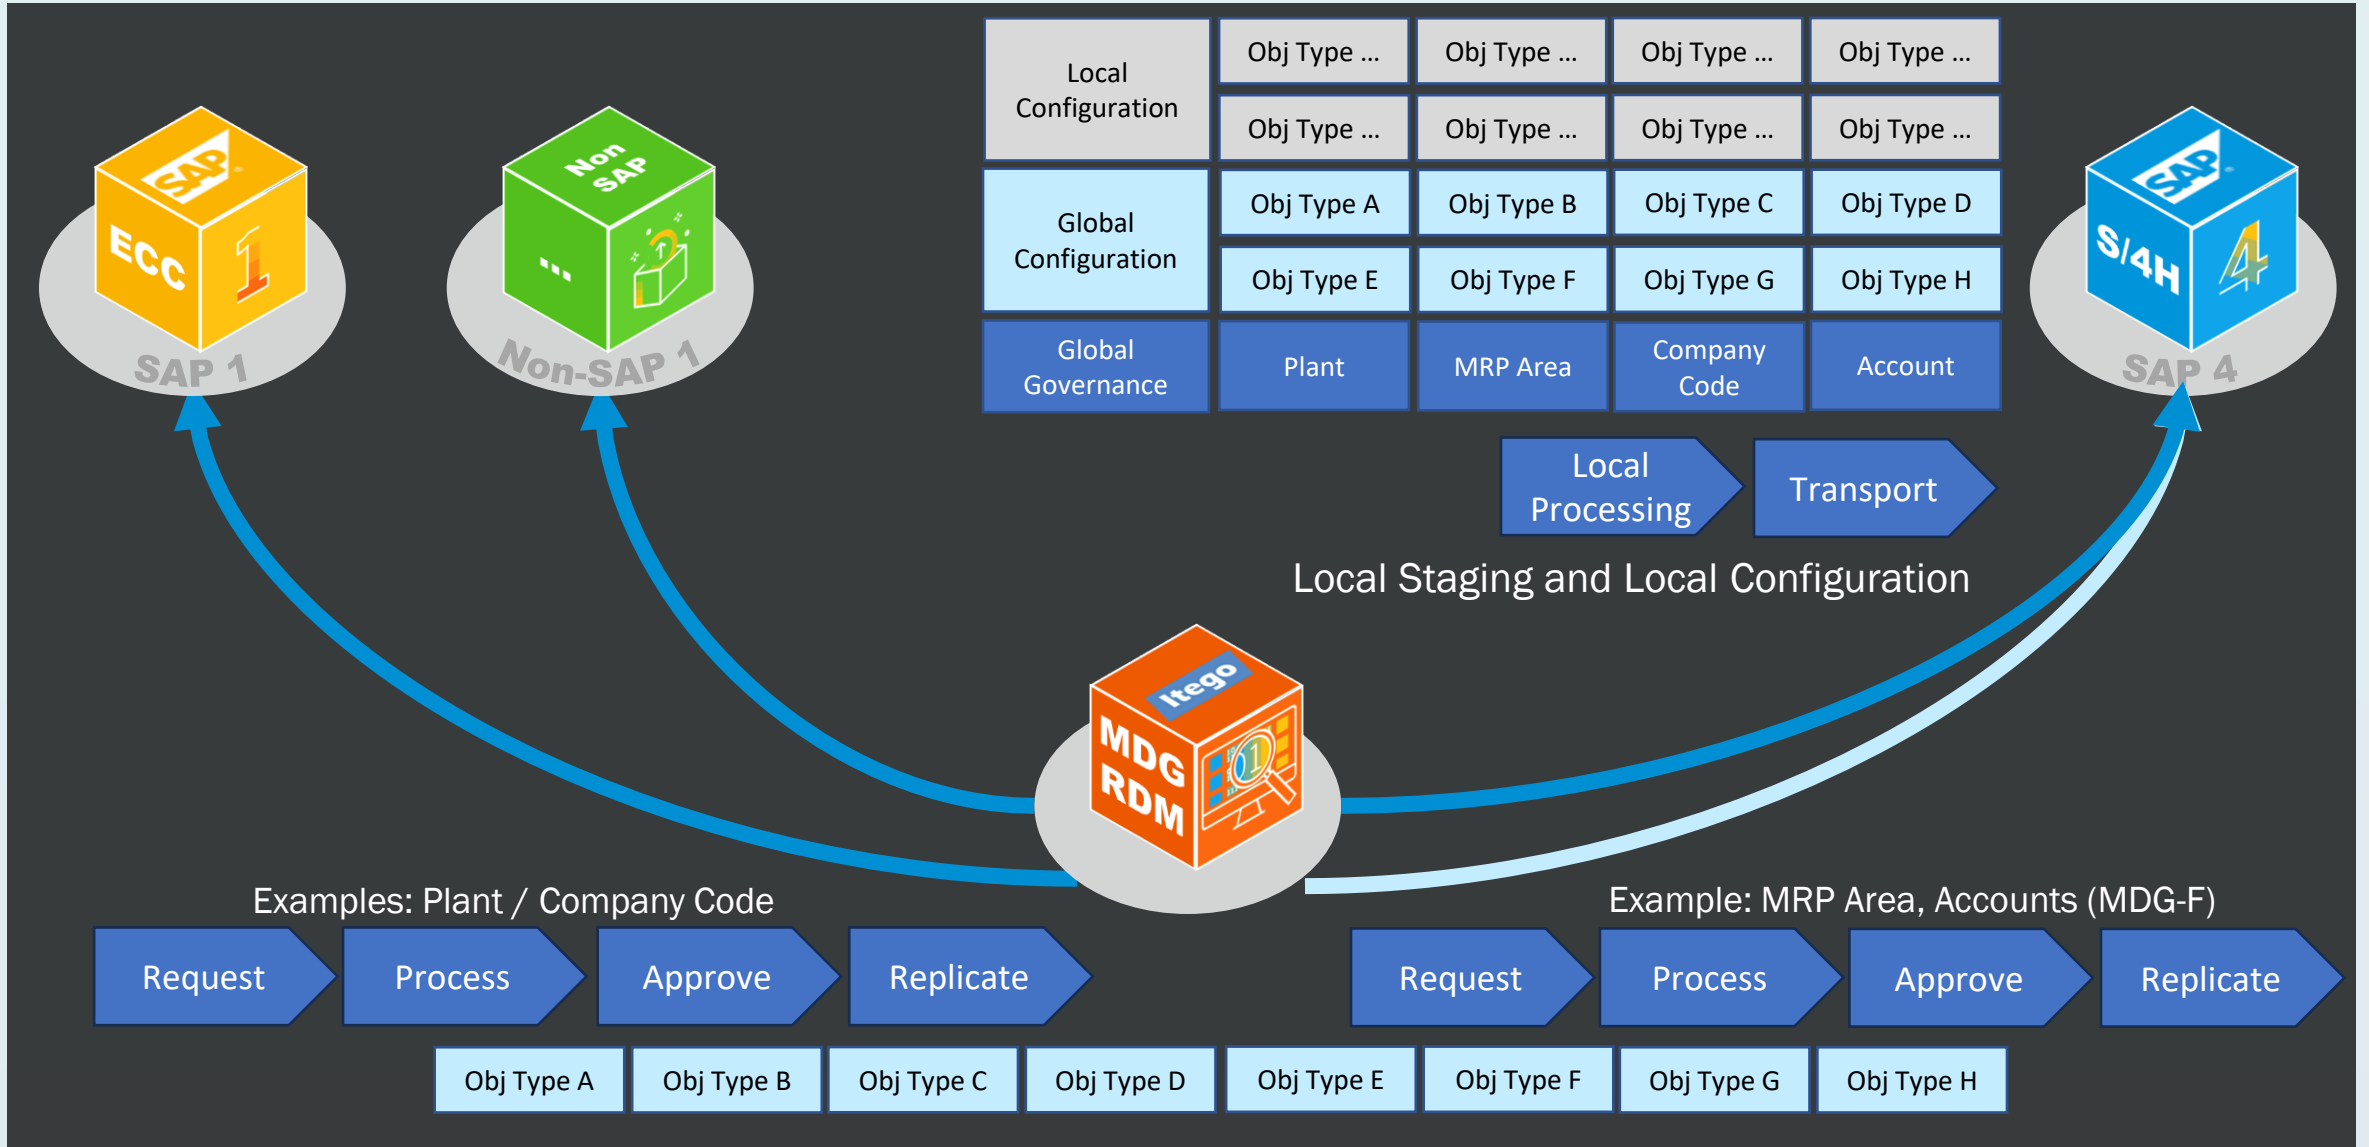 Local
Configuration
Obj Type ...
Obj Type ...
Obj Type ...
Obj Type ...
Obj Type ...
Obj Type ...
Obj Type ...
Obj Type ...
Global
Configuration
Obj Type A
Obj Type B
Obj Type C
Obj Type D
Obj Type E
Obj Type F
Obj Type G
Obj Type H
Global
Governance
Plant
MRP Area
Company
Code
Account
SAP
ECC
1
SAP 1
Non
SAP
...
Non-SAP 1
SAP
S/4H
4
SAP 4
Local
Processing
Transport
Local Staging and Local Configuration
Itego
MDG
RDM
1
Examples: Plant / Company Code
Request
Process
Approve
Replicate
Example: MRP Area, Accounts (MDG-F)
Request
Process
Approve
Replicate
Obj Type A
Obj Type B
Obj Type C
Obj Type D
Obj Type E
Obj Type F
Obj Type G
Obj Type H